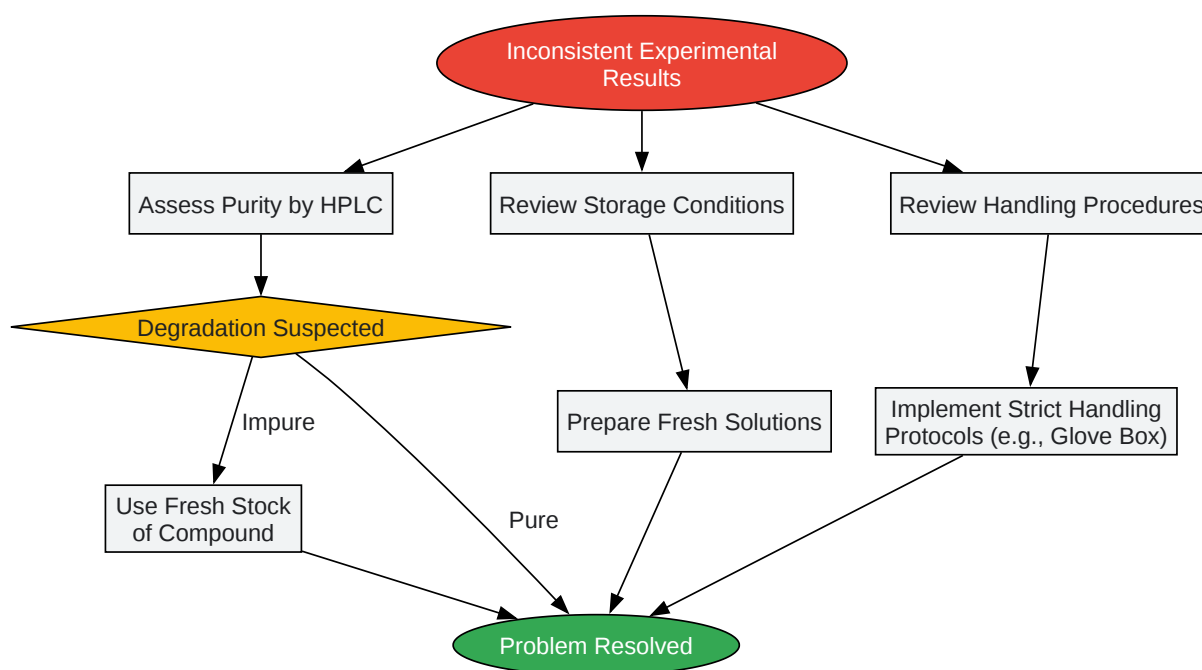 Inconsistent Experimental
Results
Assess Purity by HPLC
Review Storage Conditions
Review Handling Procedures
Degradation Suspected
Impure
Prepare Fresh Solutions
Implement Strict Handling
Protocols (e.g., Glove Box)
Use Fresh Stock
of Compound
Pure
Problem Resolved